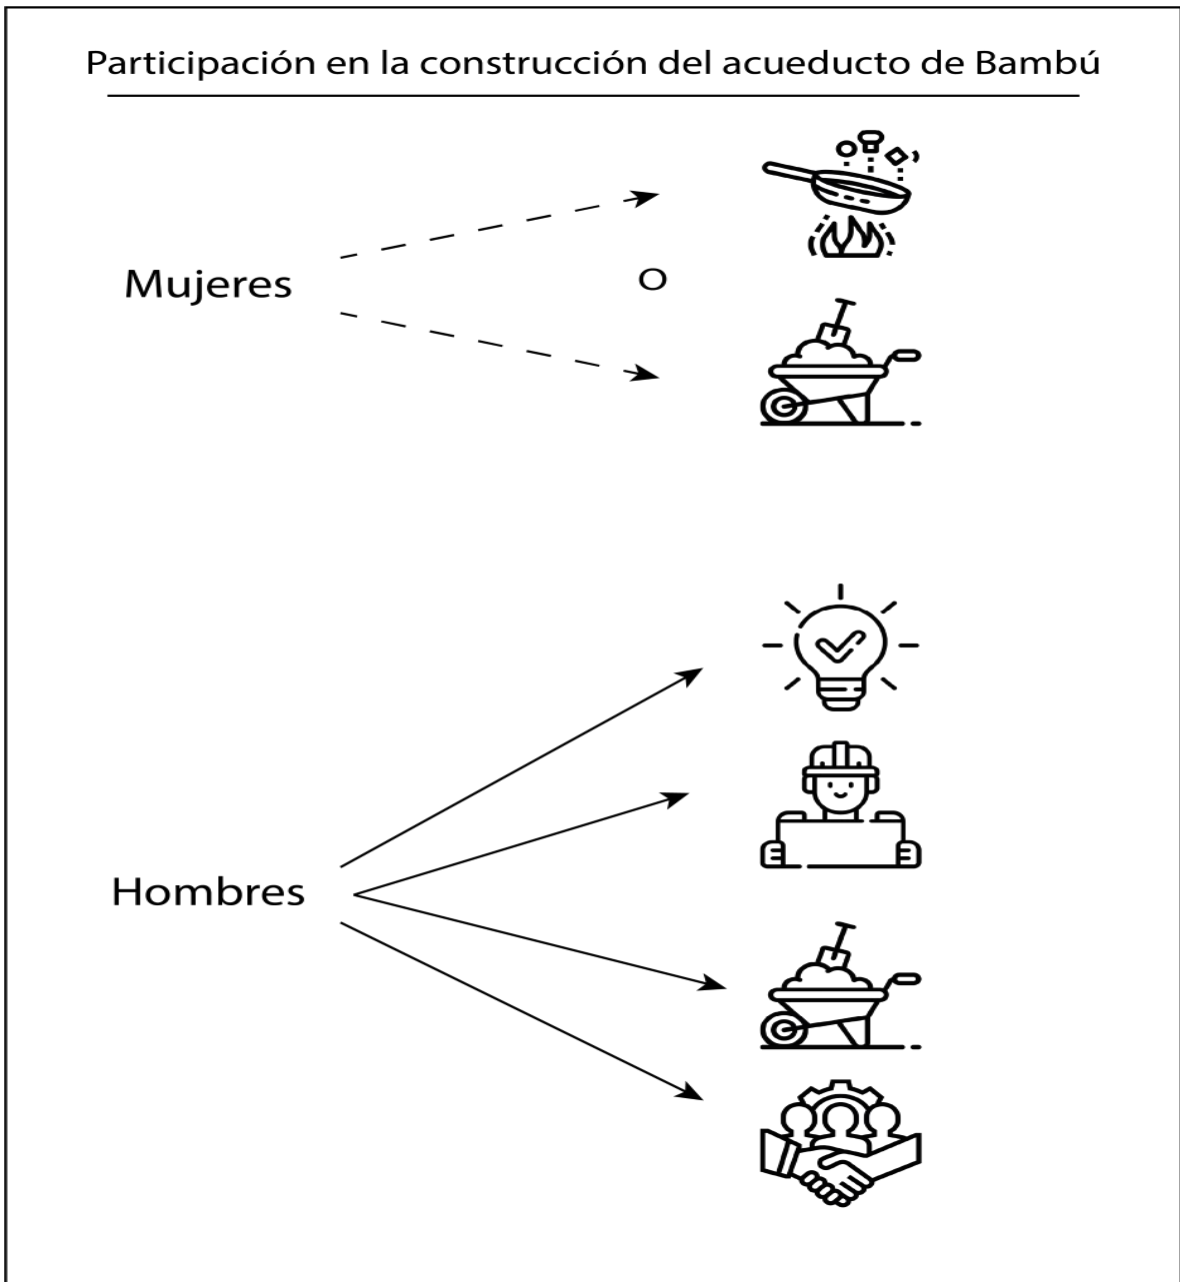 Participación en la construcción del acueducto de Bambú
Mujeres
O
Hombres